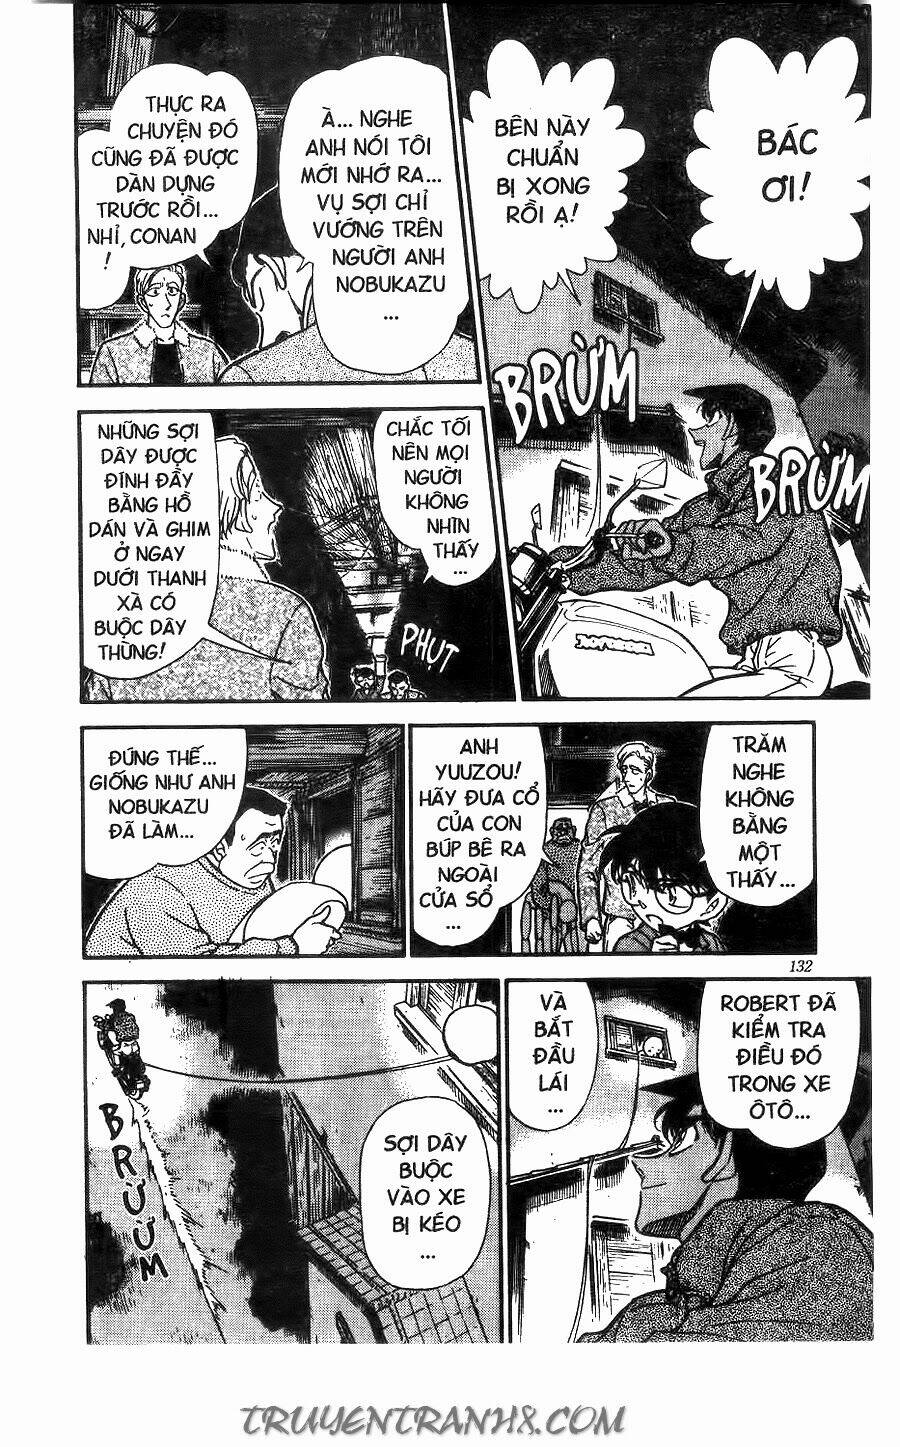 BÁC
ƠI!
BÊN NÀY
CHUẨN
BỊ XONG
RỒI Ạ!
BRỪM
BRỪM
À... NGHE
ANH NÓI TÔI
MỚI NHỚ RA...
VỤ SỢI CHỈ
VƯỚNG TRÊN
NGƯỜI ANH
NOBUKAZU
...
THỰC RA
CHUYỆN ĐÓ
CŨNG ĐÃ ĐƯỢC
DÀN DỰNG
TRƯỚC RỒI...
NHỈ, CONAN
!
CHẮC TỐI
NÊN MỌI
NGƯỜI
KHÔNG
NHÌN
THẤY
...
PHỤT
NHỮNG SỢI
DÂY ĐƯỢC
ĐÍNH ĐẦY
BẰNG HỒ
DÁN VÀ GHIM
Ở NGAY
DƯỚI THANH
XÀ CÓ
BUỘC DÂY
THỪNG!
TRĂM
NGHE
KHÔNG
BẰNG
MỘT
THẤY...
ANH
YUUZOU!
HÃY ĐƯA CỔ
CỦA CON
BÚP BÊ RA
NGOÀI
CỬA SỔ
...
ĐỨNG THẾ...
GIỐNG NHƯ ANH
NOBUKAZU
ĐÃ LÀM...
132
ROBERT ĐÃ
KIỂM TRA
ĐIỀU ĐÓ
TRONG XE
ÔTÔ...
VÀ
BẮT
ĐẦU
LÁI
...
SỢI DÂY
BUỘC
VÀO XE
BỊ KÉO
...
BRỪM
TRUYENTRANH8.COM